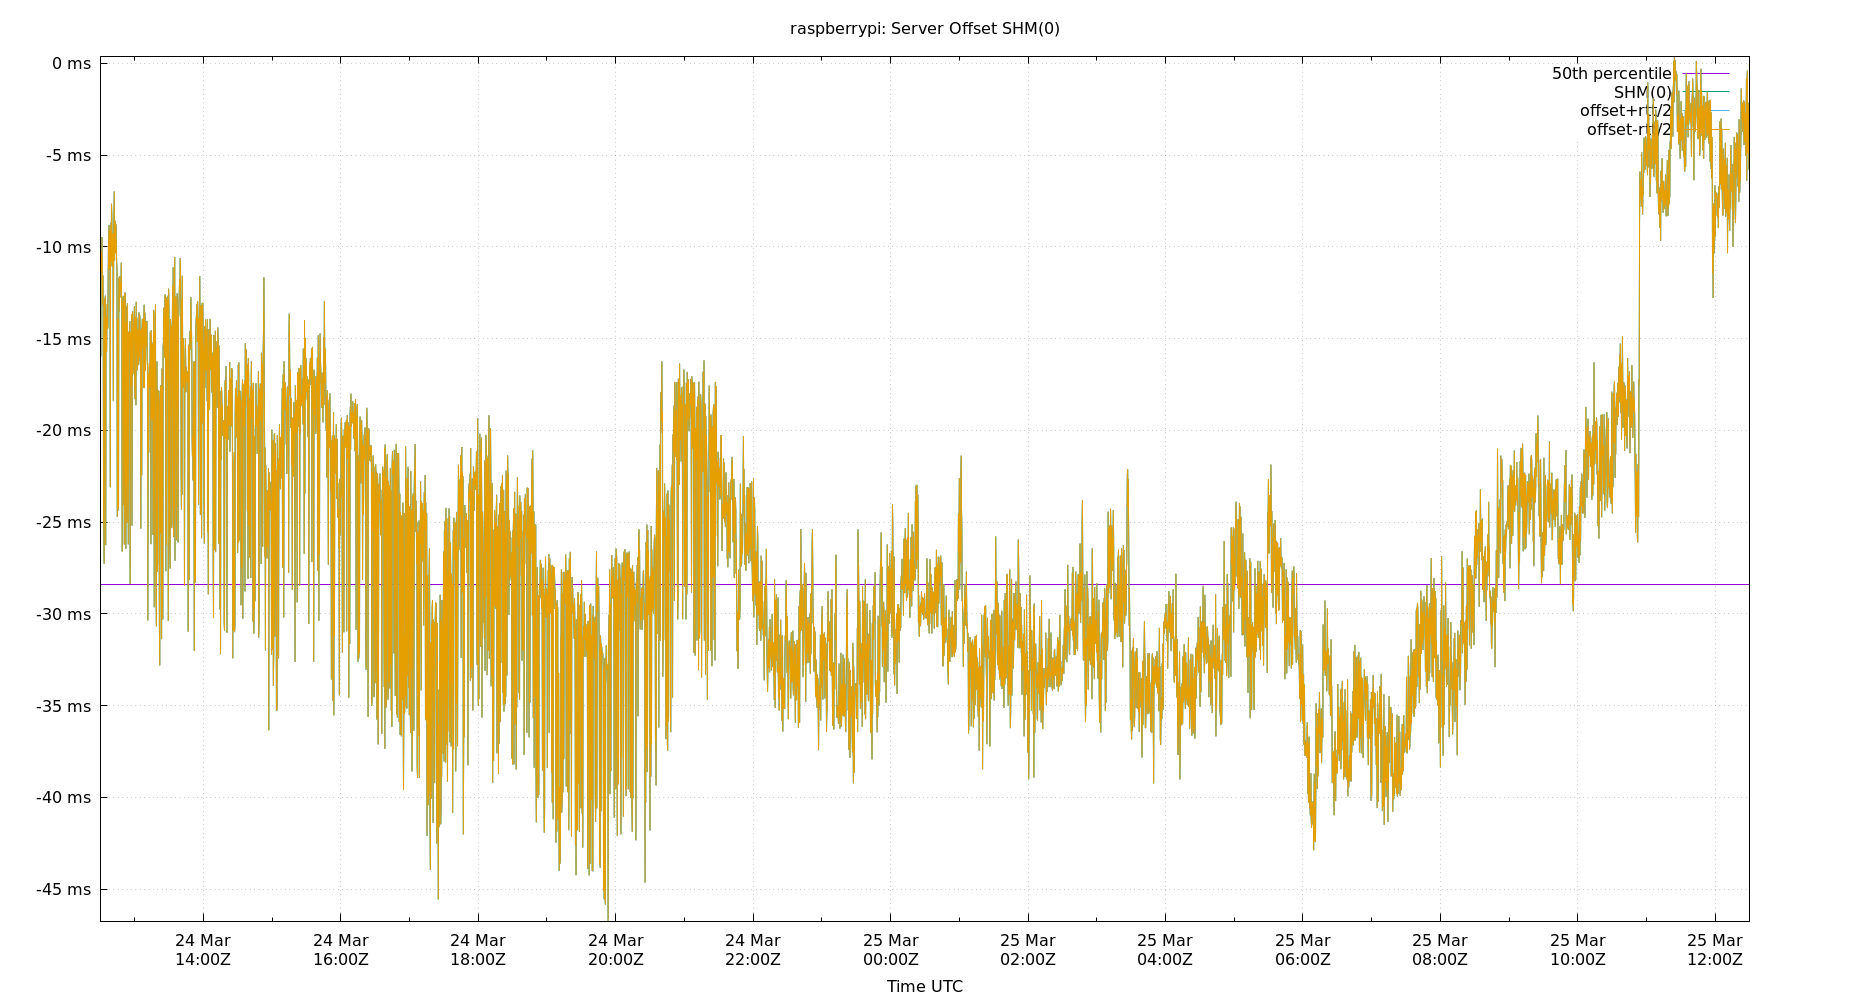 raspberrypi: Server Offset SHM(0)
0 ms
-5 ms
-10 ms
-15 ms
-20 ms
-25 ms
-30 ms
-35 ms
-40 ms
-45 ms
50th percentile
SHM(0)
offset+rtt/2
offset-rtt/2
24 Mar 24 Mar 24 Mar 24 Mar 24 Mar 25 Mar 25 Mar 25 Mar 25 Mar 25 Mar 25 Mar 25 Mar
14:00Z 16:00Z 18:00Z 20:00Z 22:00Z 00:00Z 02:00Z 04:00Z 06:00Z 08:00Z 10:00Z 12:00Z
Time UTC